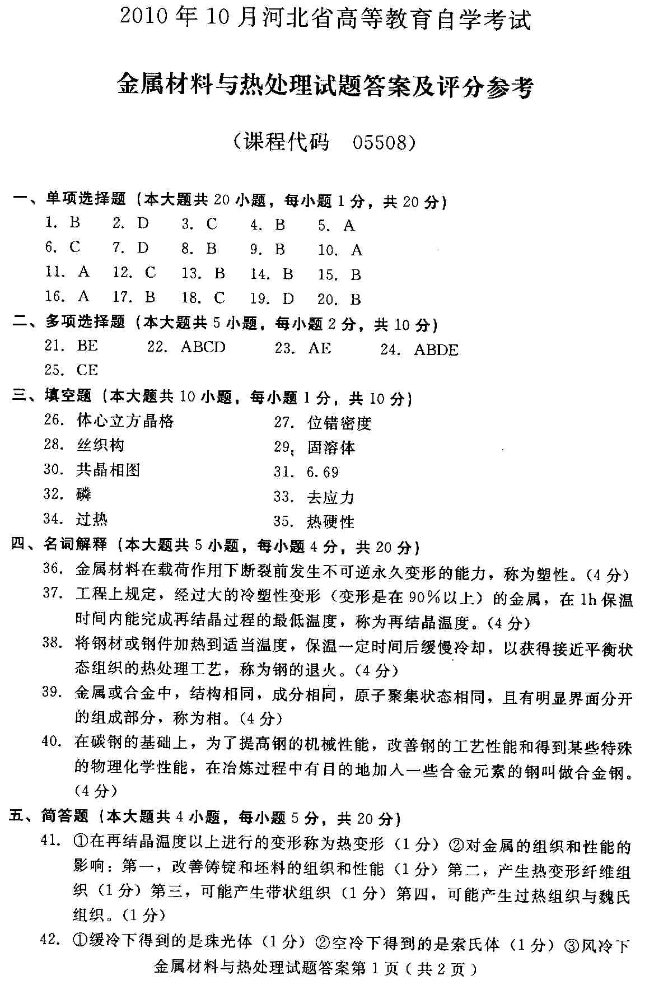 2010 年 10 月河北省高等教育自学考试
金属材料与热处理试题答案及评分参考
（课程代码 05508）
一、单项选择题（本大题共 20 小题，每小题 1 分，共 20 分）
1. B 2. D 3. C 4. B 5. A
6. C 7. D 8. B 9. B 10. A
11. A 12. C 13. B 14. B 15. B
16. A 17. B 18. C 19. D 20. B
二、多项选择题（本大题共 5 小题，每小题 2 分，共 10 分）
21. BE 22. ABCD 23. AE 24. ABDE
25. CE
三、填空题（本大题共 10 小题，每小题 1 分，共 10 分）
26. 体心立方晶格 27. 位错密度
28. 丝织构 29. 固溶体
30. 共晶相图 31. 6.69
32. 磷 33. 去应力
34. 过热 35. 热硬性
四、名词解释（本大题共 5 小题，每小题 4 分，共 20 分）
36. 金属材料在载荷作用下断裂前发生不可逆永久变形的能力，称为塑性。（4 分）
37. 工程上规定，经过大的冷塑性变形（变形是在 90%以上）的金属，在 1h 保温
时间内能完成再结晶过程的最低温度，称为再结晶温度。（4 分）
38. 将钢材或钢件加热到适当温度，保温一定时间后缓慢冷却，以获得接近平衡状
态组织的热处理工艺，称为钢的退火。（4 分）
39. 金属或合金中，结构相同，成分相同，原子聚集状态相同，且有明显界面分开
的组成部分，称为相。（4 分）
40. 在碳钢的基础上，为了提高钢的机械性能，改善钢的工艺性能和得到某些特殊
的物理化学性能，在冶炼过程中有目的地加入一些合金元素的钢叫做合金钢。
（4 分）
五、简答题（本大题共 4 小题，每小题 5 分，共 20 分）
41. ①在再结晶温度以上进行的变形称为热变形（1 分）②对金属的组织和性能的
影响：第一，改善铸锭和坯料的组织和性能（1 分）第二，产生热变形纤维组
织（1 分）第三，可能产生带状组织（1 分）第四，可能产生过热组织与魏氏
组织。（1 分）
42. ①缓冷下得到的是珠光体（1 分）②空冷下得到的是索氏体（1 分）③风冷下
金属材料与热处理试题答案第 1 页（共 2 页）